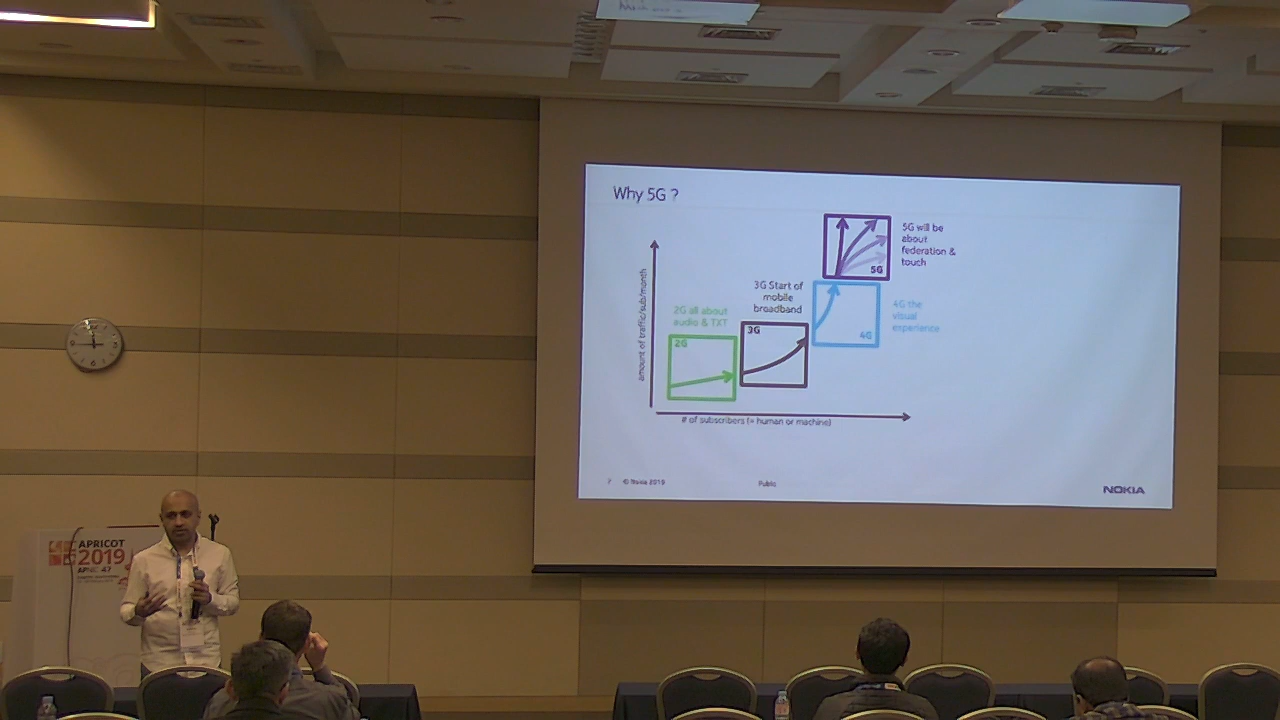 Why 5G ?
amount of traffic/sub/month
# of subscribers (= human or machine)
2G all about
audio & TXT
2G
3G Start of
mobile
broadband
3G
4G the
visual
experience
4G
5G will be
about
federation &
touch
5G
7 © Nokia 2019
Public
NOKIA
APRICOT
2019
APNIC 47